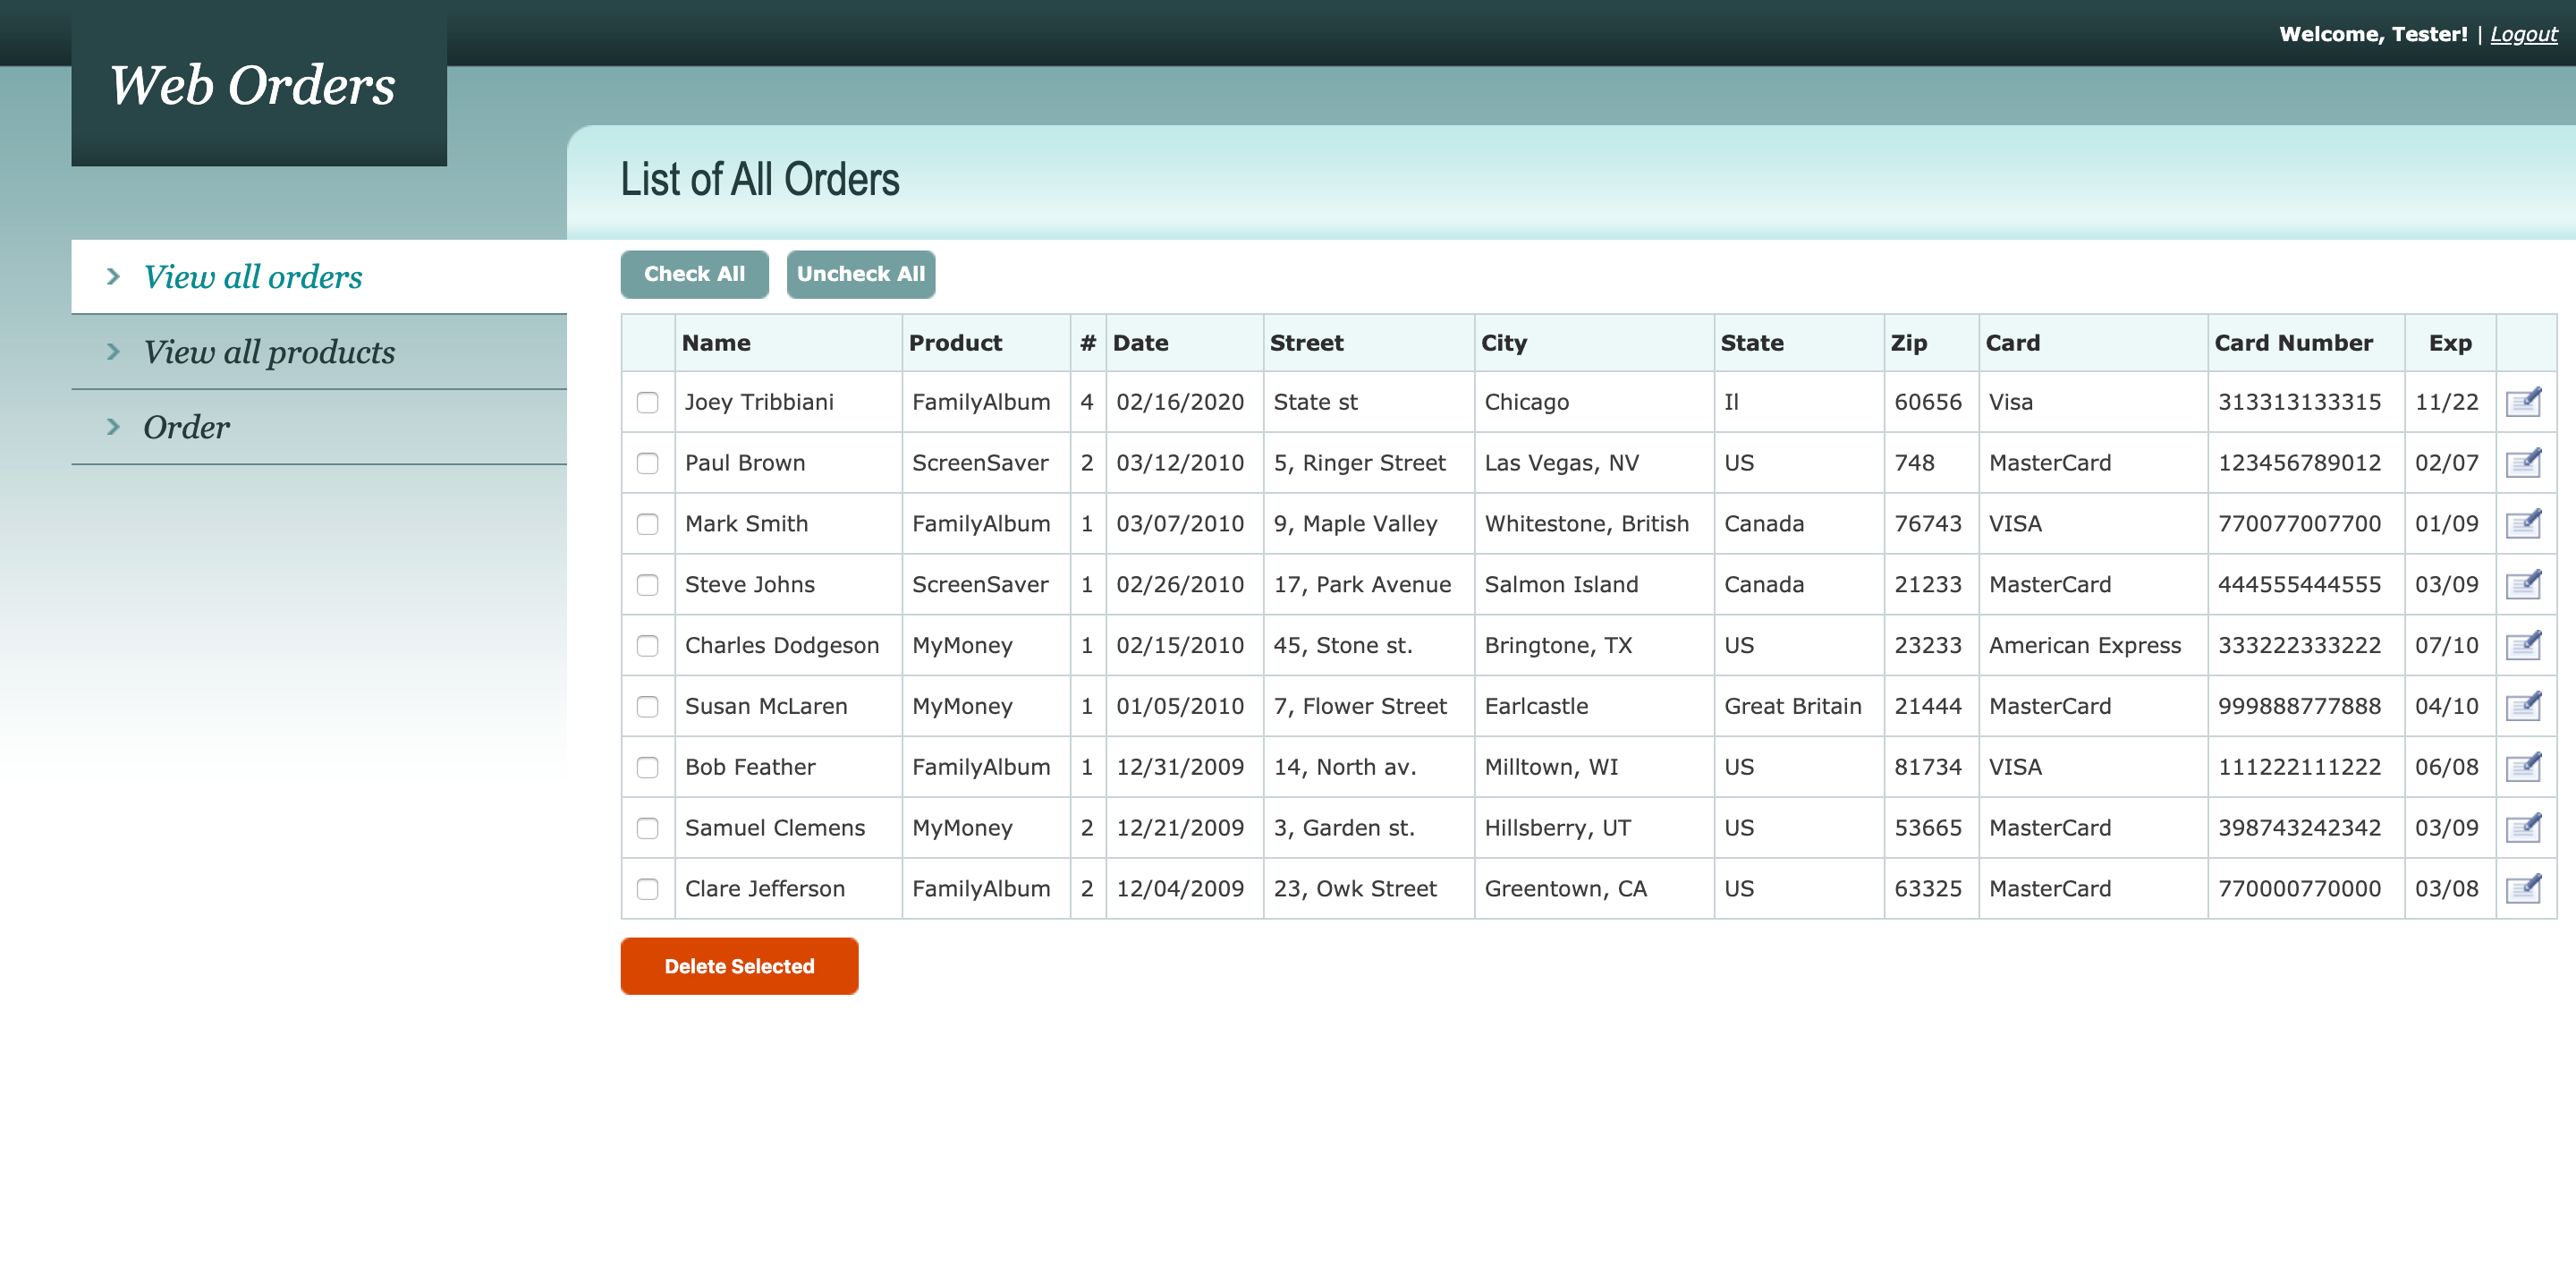 Welcome, Tester! | Logout
Web Orders
List of All Orders
View all orders
View all products
Order
Check All Uncheck All
Name Product # Date Street City State Zip Card Card Number Exp
Joey Tribbiani FamilyAlbum 4 02/16/2020 State st Chicago Il 60656 Visa 313313133315 11/22
Paul Brown ScreenSaver 2 03/12/2010 5, Ringer Street Las Vegas, NV US 748 MasterCard 123456789012 02/07
Mark Smith FamilyAlbum 1 03/07/2010 9, Maple Valley Whitestone, British Canada 76743 VISA 770077007700 01/09
Steve Johns ScreenSaver 1 02/26/2010 17, Park Avenue Salmon Island Canada 21233 MasterCard 444555444555 03/09
Charles Dodgeson MyMoney 1 02/15/2010 45, Stone st. Bringtone, TX US 23233 American Express 333222333222 07/10
Susan McLaren MyMoney 1 01/05/2010 7, Flower Street Earlcastle Great Britain 21444 MasterCard 999888777888 04/10
Bob Feather FamilyAlbum 1 12/31/2009 14, North av. Milltown, WI US 81734 VISA 111222111222 06/08
Samuel Clemens MyMoney 2 12/21/2009 3, Garden st. Hillsberry, UT US 53665 MasterCard 398743242342 03/09
Clare Jefferson FamilyAlbum 2 12/04/2009 23, Owk Street Greentown, CA US 63325 MasterCard 770000770000 03/08
Delete Selected